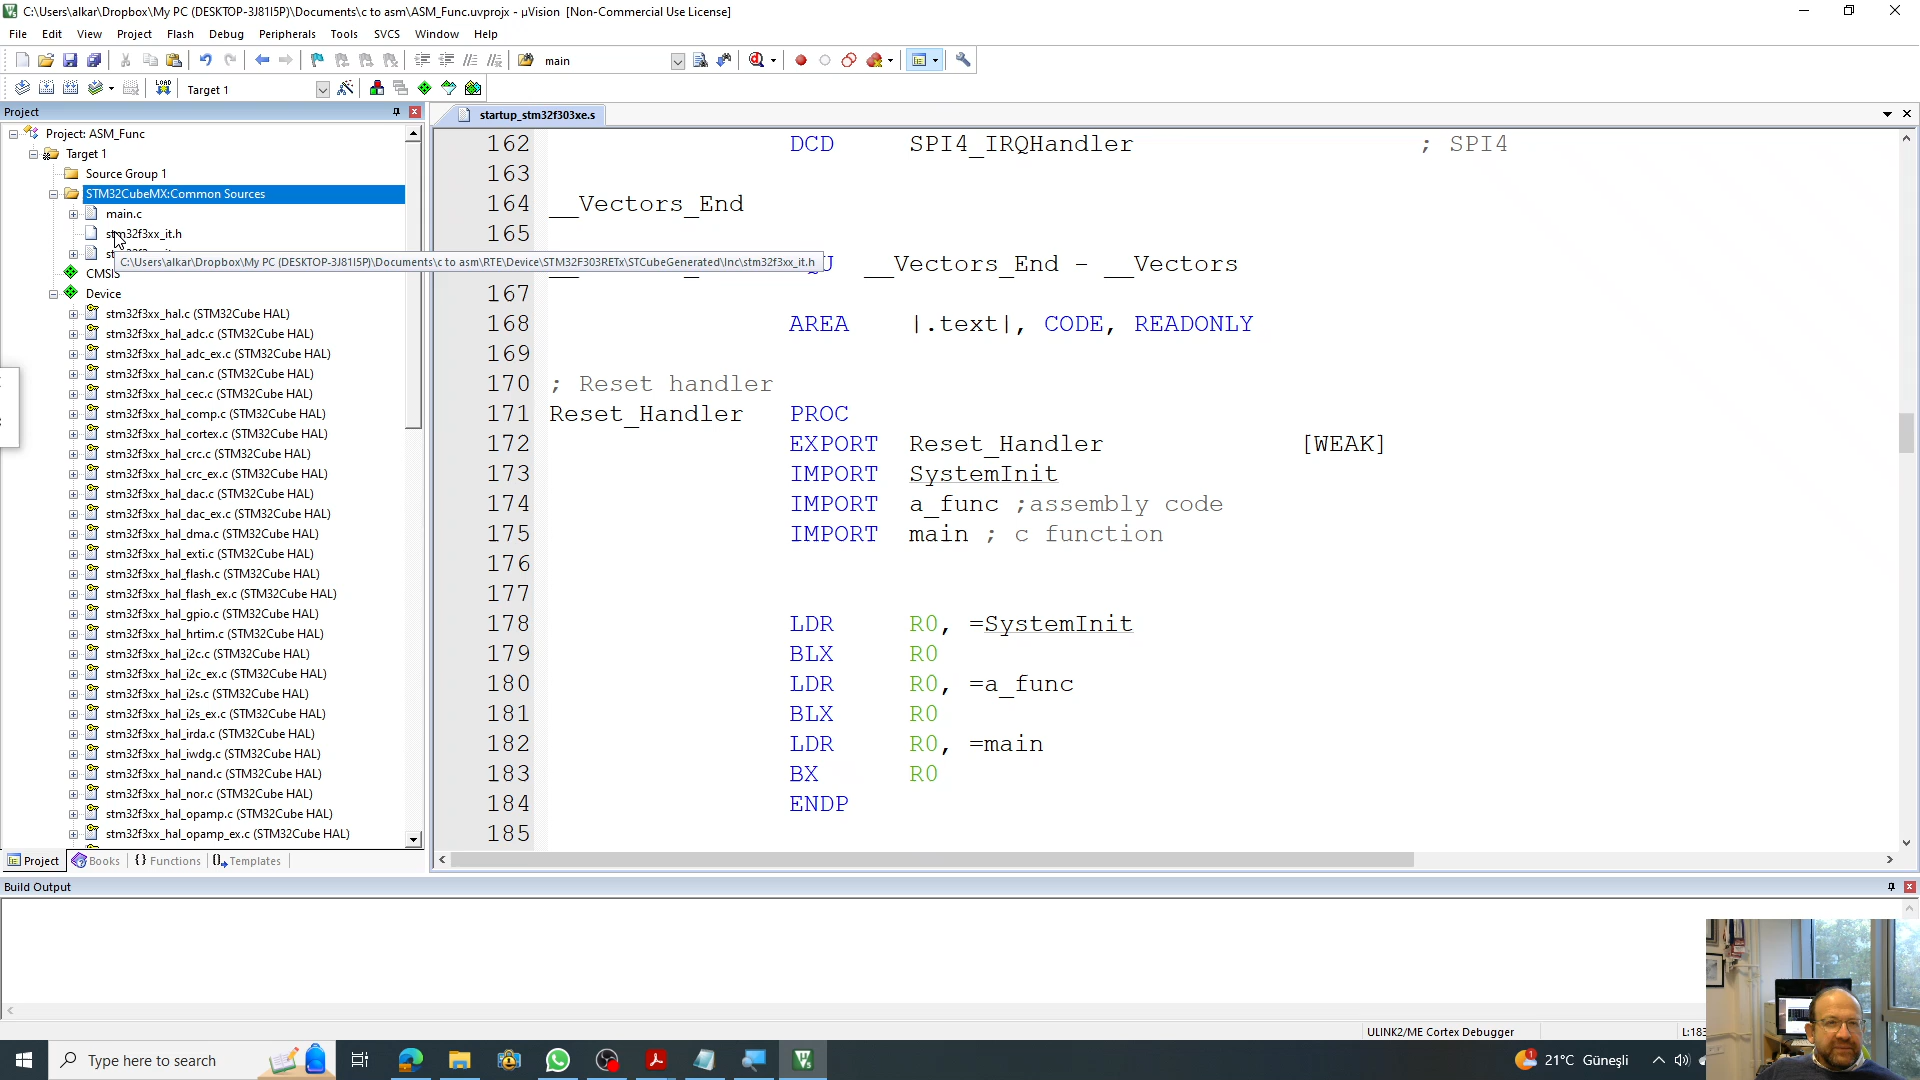 C:\Users\alkar\Dropbox\My PC (DESKTOP-3J81I5P)\Documents\c to asm\ASM_Func.uvprojx - µVision [Non-Commercial Use License]
File Edit View Project Flash Debug Peripherals Tools SVCS Window Help
main
LOAD Target 1
Project
startup_stm32f303xe.s
Project: ASM_Func
Target 1
Source Group 1
STM32CubeMX:Common Sources
main.c
stm32f3xx_it.h
C:\Users\alkar\Dropbox\My PC (DESKTOP-3J81I5P)\Documents\c to asm\RTE\Device\STM32F303RETx\STCubeGenerated\Inc\stm32f3xx_it.h
CMSIS
Device
stm32f3xx_hal.c (STM32Cube HAL)
stm32f3xx_hal_adc.c (STM32Cube HAL)
stm32f3xx_hal_adc_ex.c (STM32Cube HAL)
stm32f3xx_hal_can.c (STM32Cube HAL)
stm32f3xx_hal_cec.c (STM32Cube HAL)
stm32f3xx_hal_comp.c (STM32Cube HAL)
stm32f3xx_hal_cortex.c (STM32Cube HAL)
stm32f3xx_hal_crc.c (STM32Cube HAL)
stm32f3xx_hal_crc_ex.c (STM32Cube HAL)
stm32f3xx_hal_dac.c (STM32Cube HAL)
stm32f3xx_hal_dac_ex.c (STM32Cube HAL)
stm32f3xx_hal_dma.c (STM32Cube HAL)
stm32f3xx_hal_exti.c (STM32Cube HAL)
stm32f3xx_hal_flash.c (STM32Cube HAL)
stm32f3xx_hal_flash_ex.c (STM32Cube HAL)
stm32f3xx_hal_gpio.c (STM32Cube HAL)
stm32f3xx_hal_hrtim.c (STM32Cube HAL)
stm32f3xx_hal_i2c.c (STM32Cube HAL)
stm32f3xx_hal_i2c_ex.c (STM32Cube HAL)
stm32f3xx_hal_i2s.c (STM32Cube HAL)
stm32f3xx_hal_i2s_ex.c (STM32Cube HAL)
stm32f3xx_hal_irda.c (STM32Cube HAL)
stm32f3xx_hal_iwdg.c (STM32Cube HAL)
stm32f3xx_hal_nand.c (STM32Cube HAL)
stm32f3xx_hal_nor.c (STM32Cube HAL)
stm32f3xx_hal_opamp.c (STM32Cube HAL)
stm32f3xx_hal_opamp_ex.c (STM32Cube HAL)
Project Books {} Functions Templates
162 DCD SPI4_IRQHandler ; SPI4
163
164 __Vectors_End
165
__Vectors_End - __Vectors
167
168 AREA |.text|, CODE, READONLY
169
170 ; Reset handler
171 Reset_Handler PROC
172 EXPORT Reset_Handler [WEAK]
173 IMPORT SystemInit
174 IMPORT a_func ;assembly code
175 IMPORT main ; c function
176
177
178 LDR R0, =SystemInit
179 BLX R0
180 LDR R0, =a_func
181 BLX R0
182 LDR R0, =main
183 BX R0
184 ENDP
185
Build Output
ULINK2/ME Cortex Debugger L:183
Type here to search
21°C Güneşli